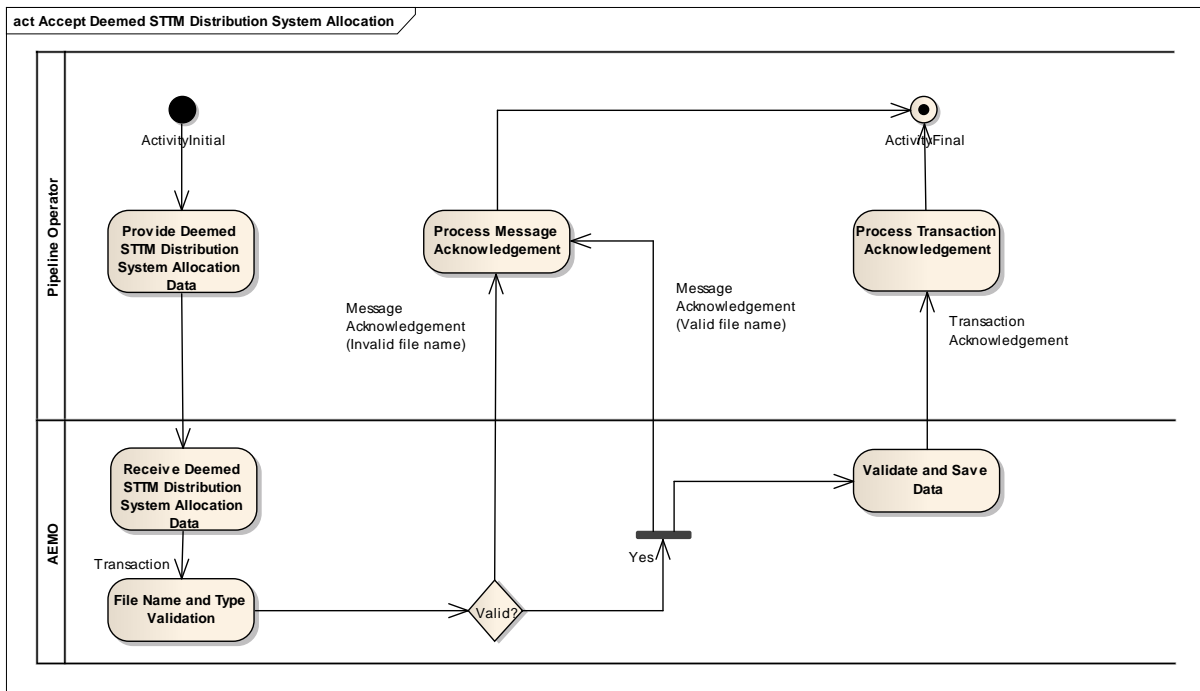 act Accept Deemed STTM Distribution System Allocation
Pipeline Operator
ActivityInitial
ActivityFinal
Provide Deemed
STTM Distribution
System Allocation
Data
Process Message
Acknowledgement
Process Transaction
Acknowledgement
Message
Acknowledgement
(Invalid file name)
Message
Acknowledgement
(Valid file name)
Transaction
Acknowledgement
AEMO
Receive Deemed
STTM Distribution
System Allocation
Data
Validate and Save
Data
Transaction
Yes
File Name and Type
Validation
Valid?